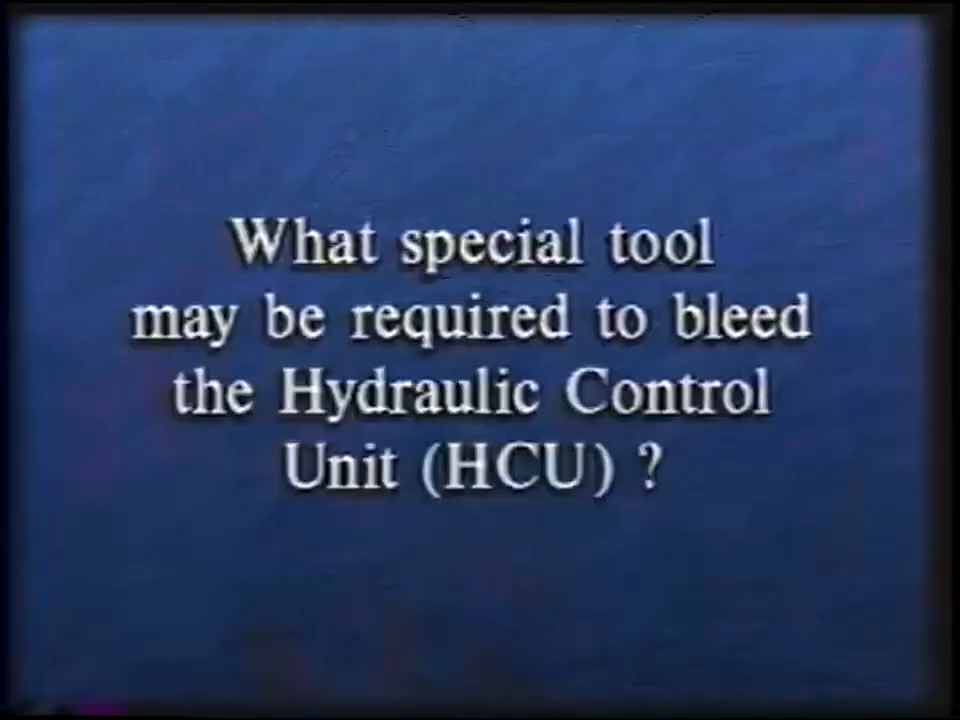 What special tool
may be required to bleed
the Hydraulic Control
Unit (HCU) ?